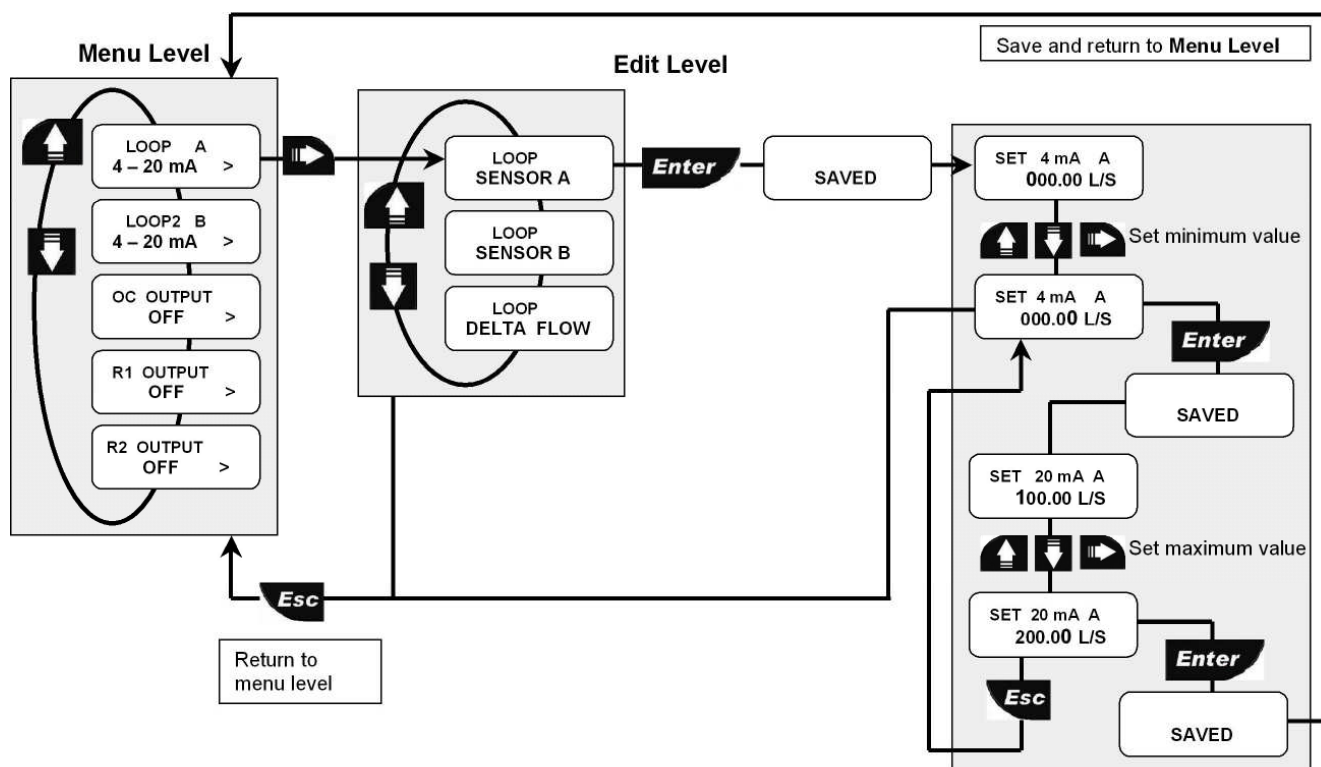 Save and return to Menu Level
Menu Level
Edit Level
LOOP A
4 – 20 mA >
LOOP2 B
4 – 20 mA >
OC OUTPUT
OFF >
R1 OUTPUT
OFF >
R2 OUTPUT
OFF >
LOOP
SENSOR A
LOOP
SENSOR B
LOOP
DELTA FLOW
Enter
SAVED
SET 4 mA A
000.00 L/S
Set minimum value
SET 4 mA A
000.00 L/S
Enter
SAVED
SET 20 mA A
100.00 L/S
Set maximum value
SET 20 mA A
200.00 L/S
Enter
Esc
SAVED
Esc
Return to
menu level